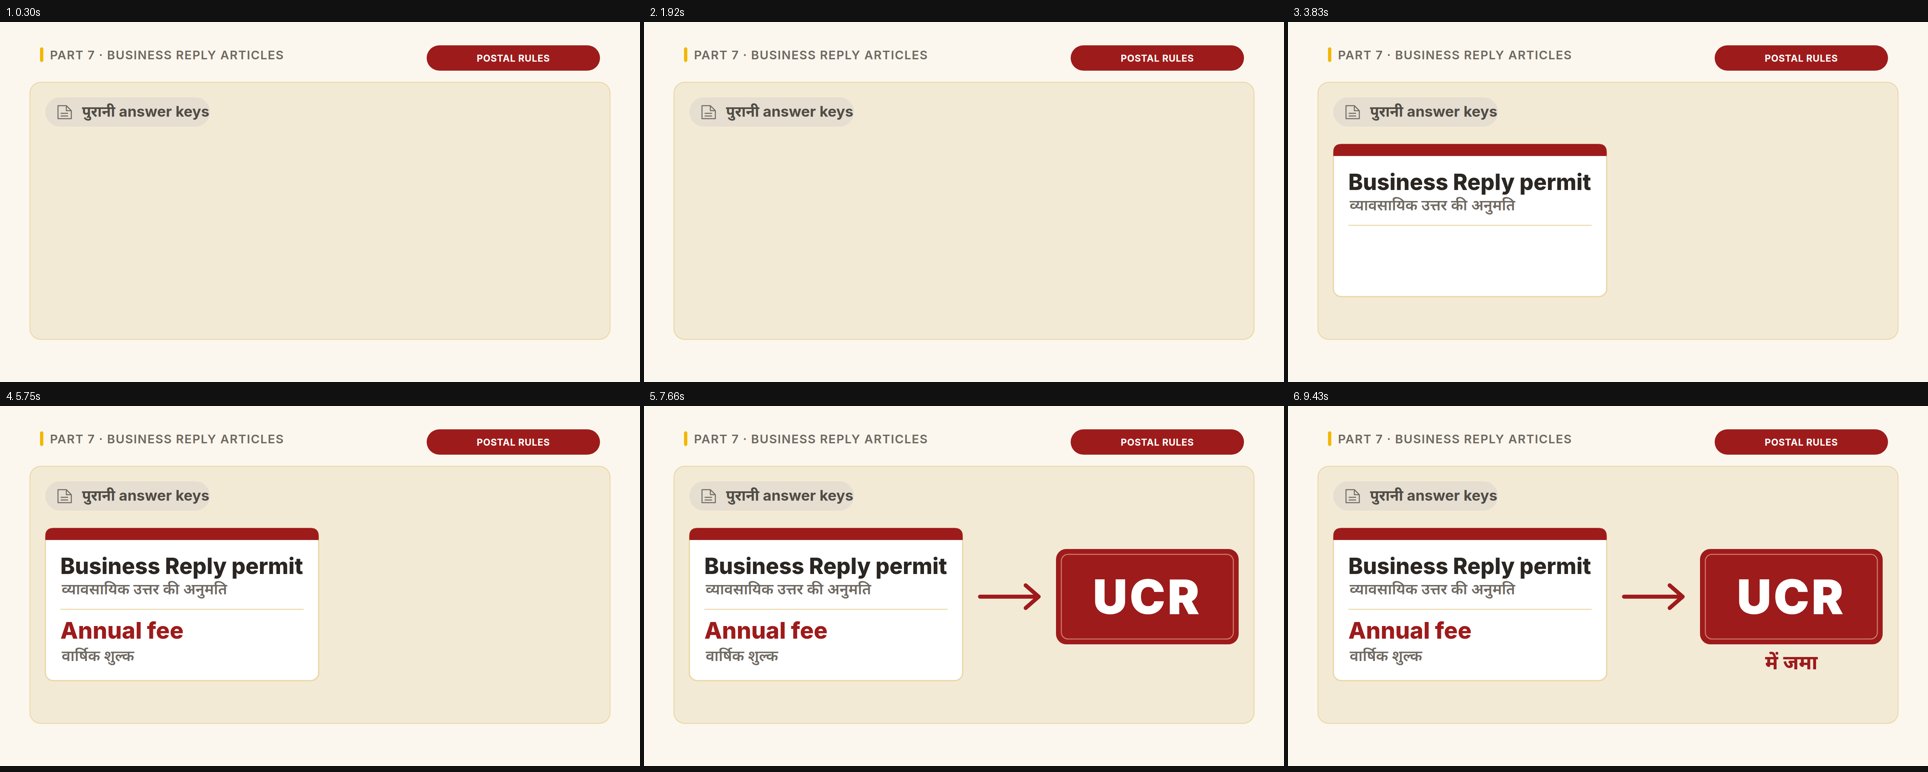 1. 0.30s
PART 7 · BUSINESS REPLY ARTICLES
POSTAL RULES
पुरानी answer keys
2. 1.92s
PART 7 · BUSINESS REPLY ARTICLES
POSTAL RULES
पुरानी answer keys
3. 3.83s
PART 7 · BUSINESS REPLY ARTICLES
POSTAL RULES
पुरानी answer keys
Business Reply permit
व्यावसायिक उत्तर की अनुमति
4. 5.75s
PART 7 · BUSINESS REPLY ARTICLES
POSTAL RULES
पुरानी answer keys
Business Reply permit
व्यावसायिक उत्तर की अनुमति
Annual fee
वार्षिक शुल्क
5. 7.66s
PART 7 · BUSINESS REPLY ARTICLES
POSTAL RULES
पुरानी answer keys
Business Reply permit
व्यावसायिक उत्तर की अनुमति
Annual fee
वार्षिक शुल्क
UCR
6. 9.43s
PART 7 · BUSINESS REPLY ARTICLES
POSTAL RULES
पुरानी answer keys
Business Reply permit
व्यावसायिक उत्तर की अनुमति
Annual fee
वार्षिक शुल्क
UCR
में जमा